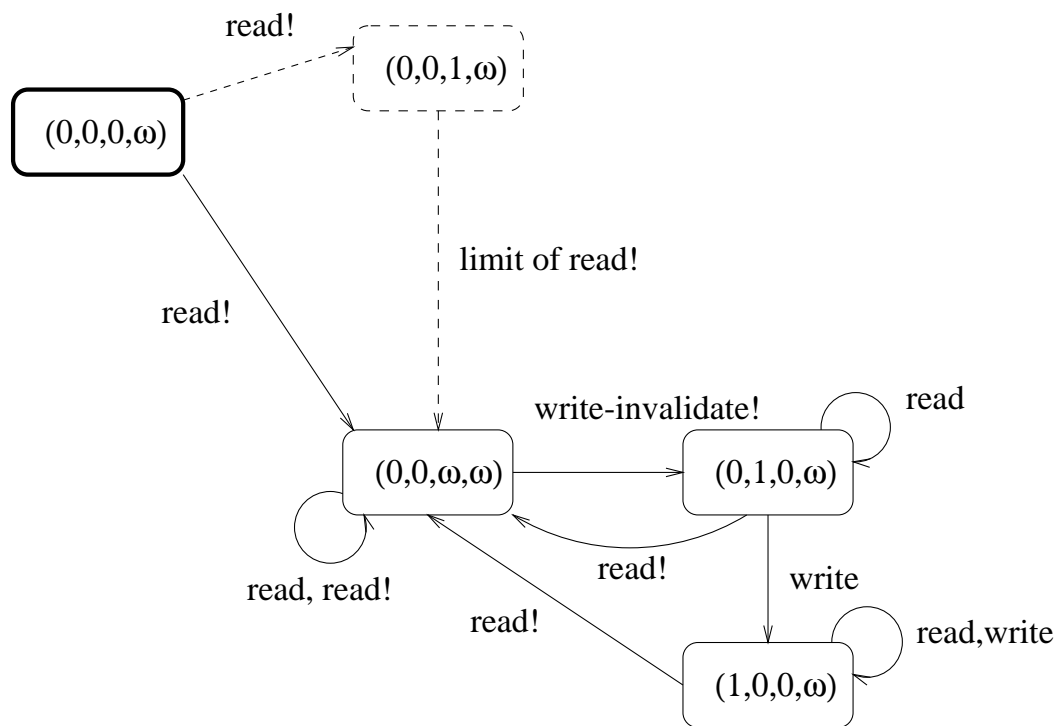 read!
(0,0,1,ω)
(0,0,0,ω)
limit of read!
read!
write-invalidate!
read
(0,0,ω,ω)
(0,1,0,ω)
read!
write
read, read!
read!
read,write
(1,0,0,ω)